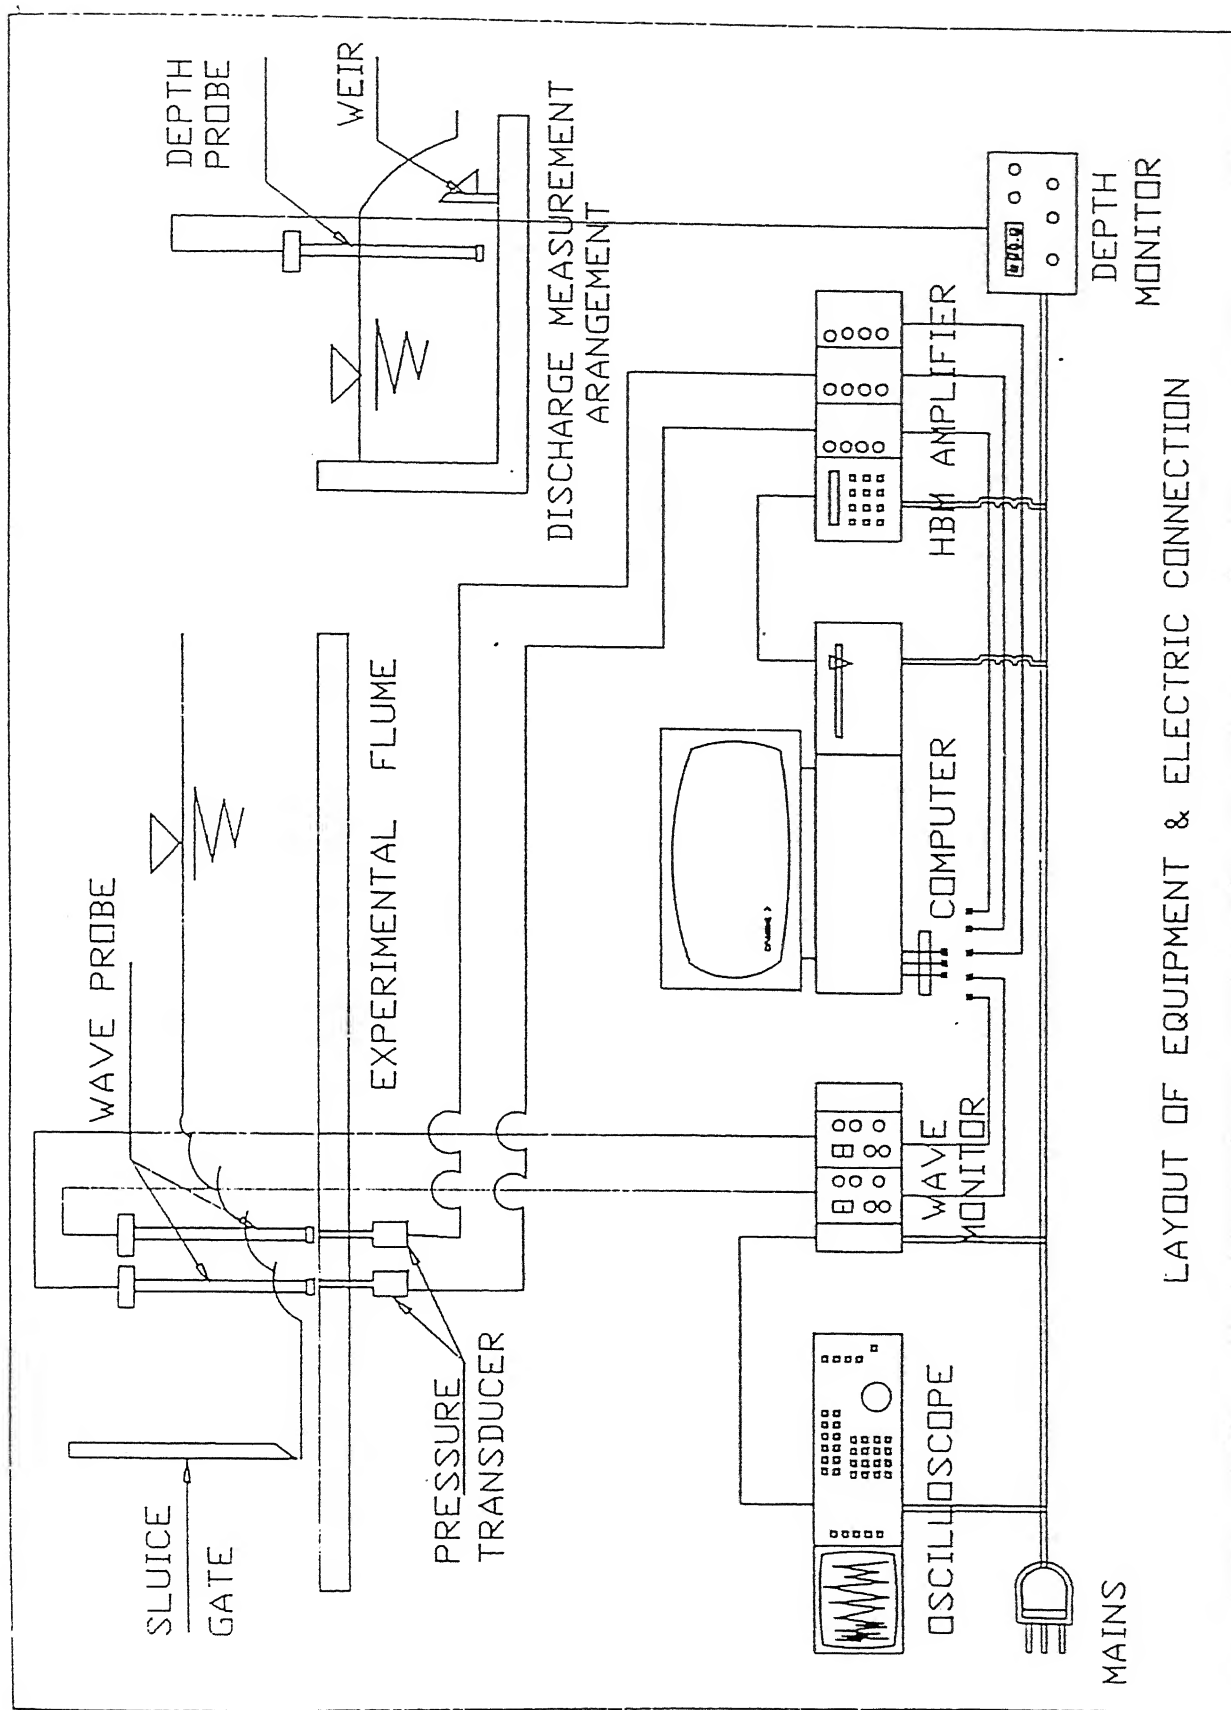 SLUICE
GATE
WAVE PROBE
DEPTH
PROBE
WEIR
EXPERIMENTAL FLUME
PRESSURE
TRANSDUCER
DISCHARGE MEASUREMENT
ARANGEMENT
OSCILLOSCOPE
WAVE
MONITOR
COMPUTER
HBM AMPLIFIER
DEPTH
MONITOR
MAINS
LAYOUT OF EQUIPMENT & ELECTRIC CONNECTION